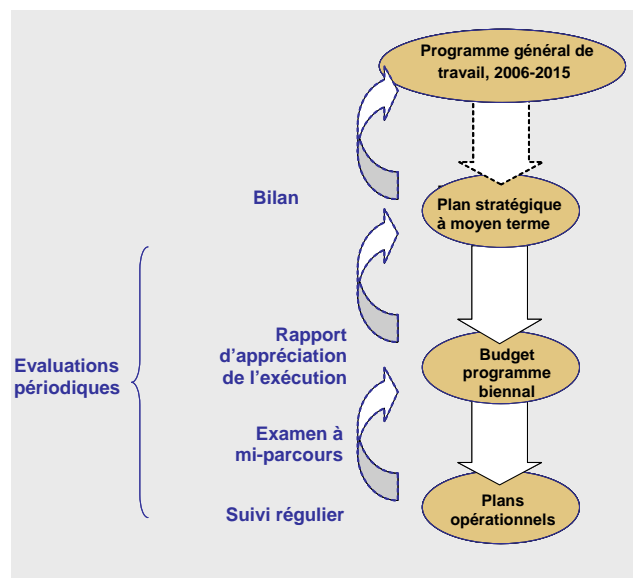 Programme général de
travail, 2006-2015
Bilan
Plan stratégique
à moyen terme
Rapport
d'appréciation
de l'exécution
Evaluations
périodiques
Budget
programme
biennal
Examen à
mi-parcours
Suivi régulier
Plans
opérationnels